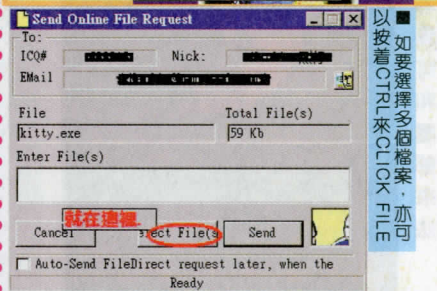 Send Online File Request
To:
ICQ#
Nick:
EMail
File
Total File(s)
kitty.exe
59 Kb
Enter File(s)
就在這裡.
Cancel
ect File(s
Send
Auto-Send FileDirect request later, when the
Ready
■如要選擇多個檔案,亦可
以按着CTRL來CLICK FILE